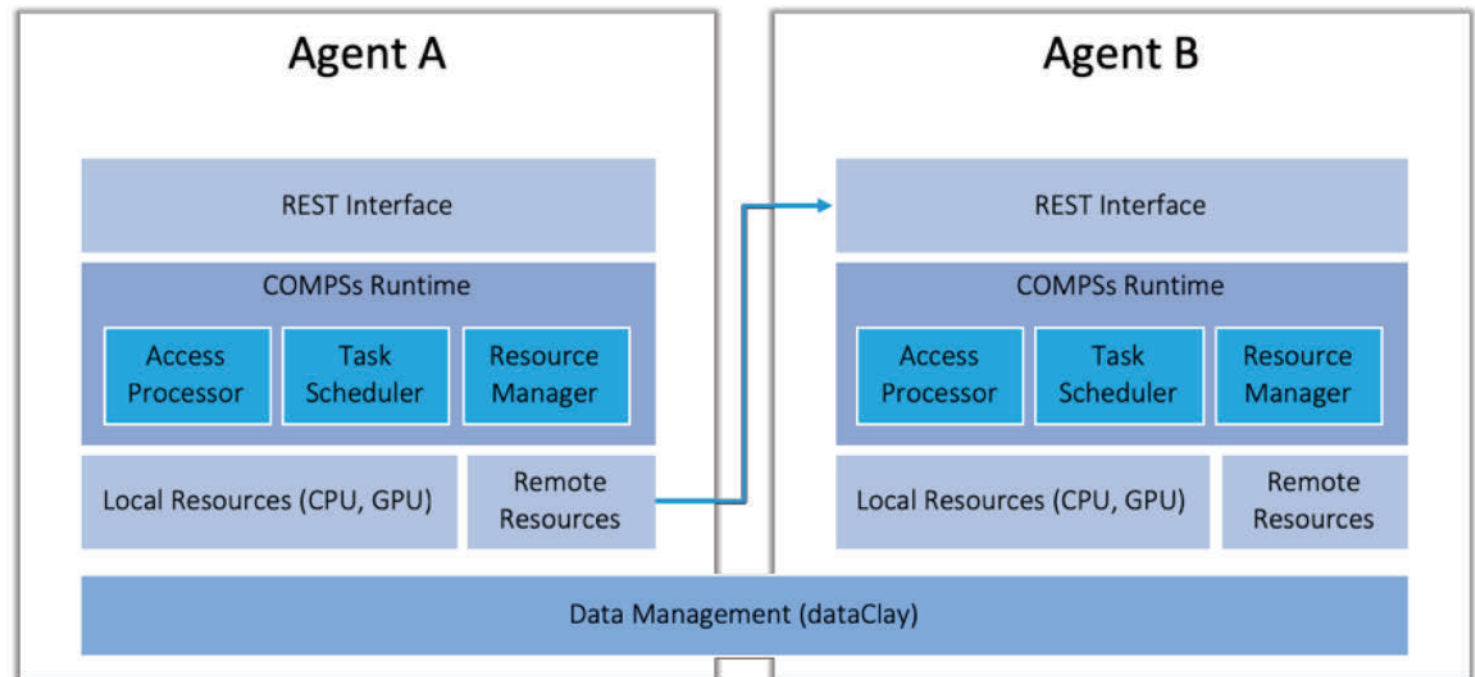 Agent A
REST Interface
COMPSs Runtime
Access
Processor
Task
Scheduler
Resource
Manager
Local Resources (CPU, GPU)
Remote
Resources
Agent B
REST Interface
COMPSs Runtime
Access
Processor
Task
Scheduler
Resource
Manager
Local Resources (CPU, GPU)
Remote
Resources
Data Management (dataClay)